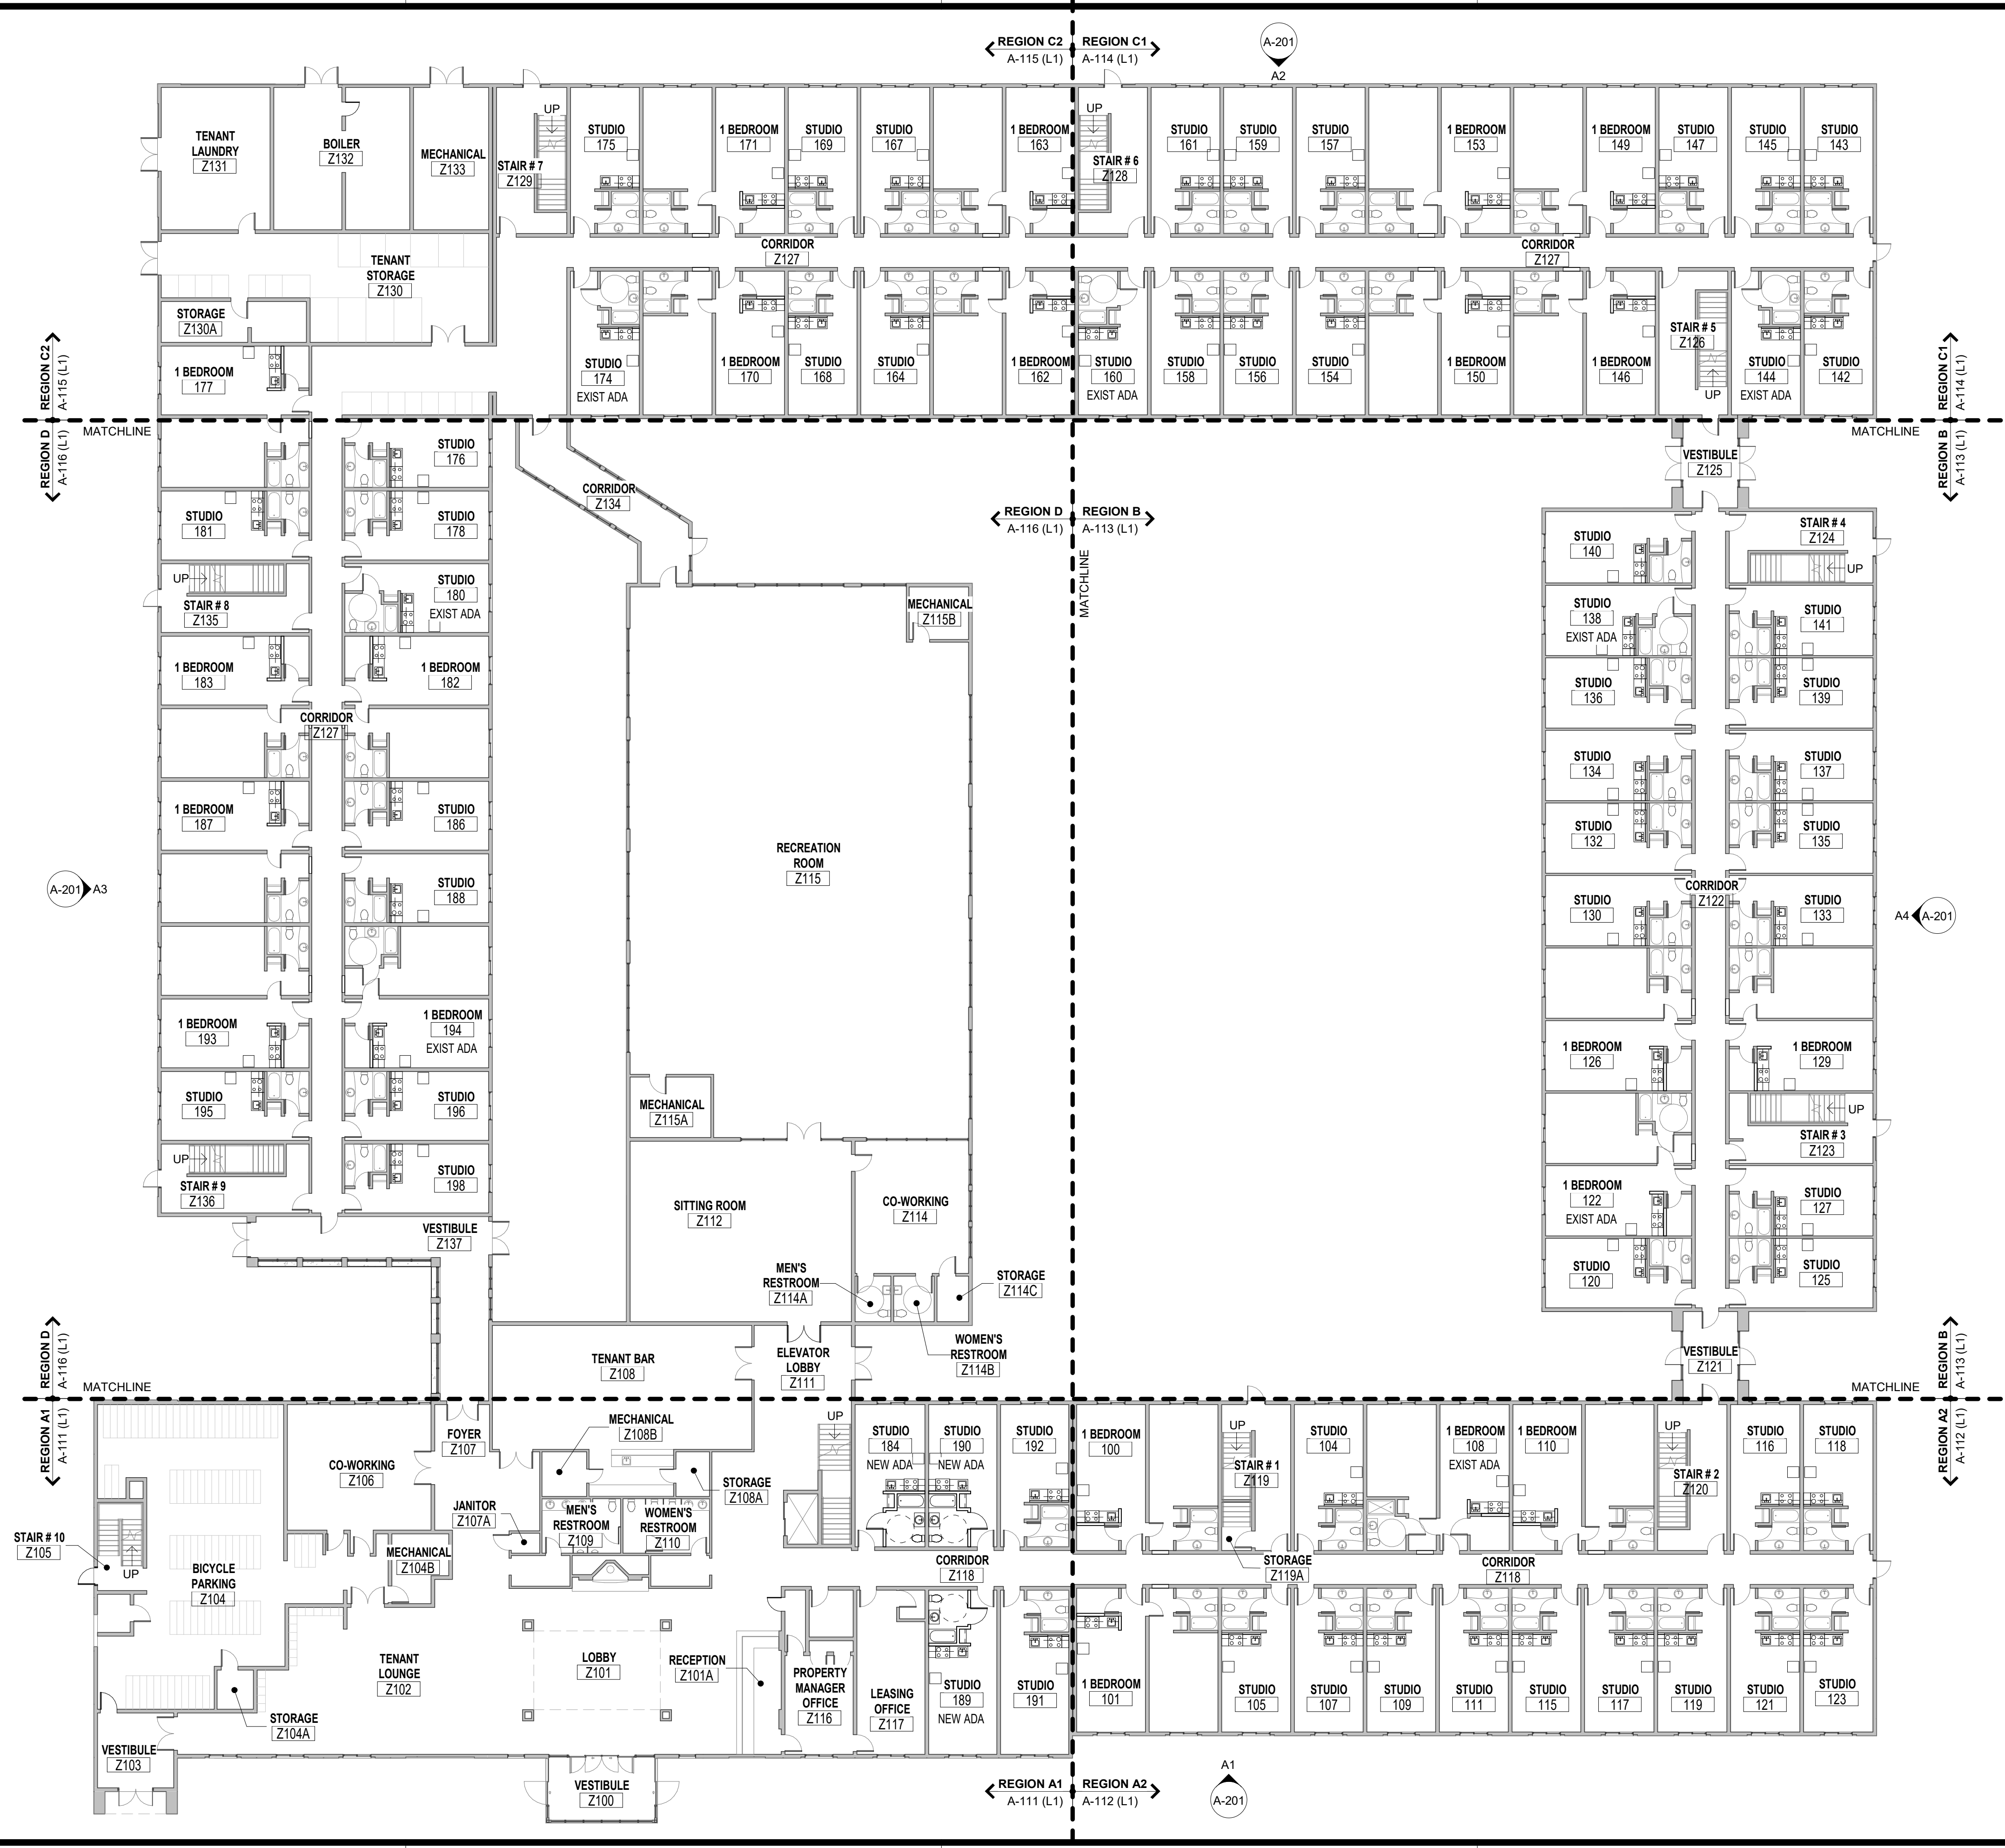 REGION C2
A-115 (L1)
REGION C1
A-114 (L1)
A-201
A2
TENANT
LAUNDRY
Z131
BOILER
Z132
MECHANICAL
Z133
UP
STAIR # 7
Z129
STUDIO
175
1 BEDROOM
171
STUDIO
169
STUDIO
167
1 BEDROOM
163
UP
STAIR # 6
Z128
STUDIO
161
STUDIO
159
STUDIO
157
1 BEDROOM
153
1 BEDROOM
149
STUDIO
147
STUDIO
145
STUDIO
143
CORRIDOR
Z127
CORRIDOR
Z127
TENANT
STORAGE
Z130
STORAGE
Z130A
1 BEDROOM
177
STUDIO
174
EXIST ADA
1 BEDROOM
170
STUDIO
168
STUDIO
164
1 BEDROOM
162
STUDIO
160
EXIST ADA
STUDIO
158
STUDIO
156
STUDIO
154
1 BEDROOM
150
1 BEDROOM
146
STAIR # 5
Z126
UP
STUDIO
144
EXIST ADA
STUDIO
142
REGION C2
A-115 (L1)
REGION D
A-116 (L1)
MATCHLINE
REGION C1
A-114 (L1)
REGION B
A-113 (L1)
MATCHLINE
STUDIO
176
STUDIO
181
STUDIO
178
UP
STAIR # 8
Z135
STUDIO
180
EXIST ADA
1 BEDROOM
183
1 BEDROOM
182
CORRIDOR
Z127
1 BEDROOM
187
STUDIO
186
STUDIO
188
A-201
A3
1 BEDROOM
193
1 BEDROOM
194
EXIST ADA
STUDIO
195
STUDIO
196
UP
STAIR # 9
Z136
STUDIO
198
VESTIBULE
Z137
CORRIDOR
Z134
REGION D
A-116 (L1)
REGION B
A-113 (L1)
MATCHLINE
MECHANICAL
Z115B
RECREATION
ROOM
Z115
MECHANICAL
Z115A
SITTING ROOM
Z112
CO-WORKING
Z114
MEN'S
RESTROOM
Z114A
STORAGE
Z114C
WOMEN'S
RESTROOM
Z114B
TENANT BAR
Z108
ELEVATOR
LOBBY
Z111
VESTIBULE
Z125
STUDIO
140
STAIR # 4
Z124
UP
STUDIO
138
EXIST ADA
STUDIO
141
STUDIO
136
STUDIO
139
STUDIO
134
STUDIO
137
STUDIO
132
STUDIO
135
CORRIDOR
Z122
STUDIO
130
STUDIO
133
A4
A-201
1 BEDROOM
126
1 BEDROOM
129
UP
STAIR # 3
Z123
1 BEDROOM
122
EXIST ADA
STUDIO
127
STUDIO
120
STUDIO
125
VESTIBULE
Z121
REGION D
A-116 (L1)
REGION A1
A-111 (L1)
MATCHLINE
REGION B
A-113 (L1)
REGION A2
A-112 (L1)
MATCHLINE
CO-WORKING
Z106
FOYER
Z107
MECHANICAL
Z108B
STORAGE
Z108A
JANITOR
Z107A
MEN'S
RESTROOM
Z109
WOMEN'S
RESTROOM
Z110
STAIR # 10
Z105
UP
BICYCLE
PARKING
Z104
MECHANICAL
Z104B
TENANT
LOUNGE
Z102
STORAGE
Z104A
VESTIBULE
Z103
LOBBY
Z101
RECEPTION
Z101A
PROPERTY
MANAGER
OFFICE
Z116
LEASING
OFFICE
Z117
VESTIBULE
Z100
UP
STUDIO
184
NEW ADA
STUDIO
190
NEW ADA
STUDIO
192
CORRIDOR
Z118
STUDIO
189
NEW ADA
STUDIO
191
1 BEDROOM
100
UP
STAIR # 1
Z119
STUDIO
104
1 BEDROOM
108
EXIST ADA
1 BEDROOM
110
UP
STAIR # 2
Z120
STUDIO
116
STUDIO
118
STORAGE
Z119A
CORRIDOR
Z118
1 BEDROOM
101
STUDIO
105
STUDIO
107
STUDIO
109
STUDIO
111
STUDIO
115
STUDIO
117
STUDIO
119
STUDIO
121
STUDIO
123
REGION A1
A-111 (L1)
REGION A2
A-112 (L1)
A1
A-201